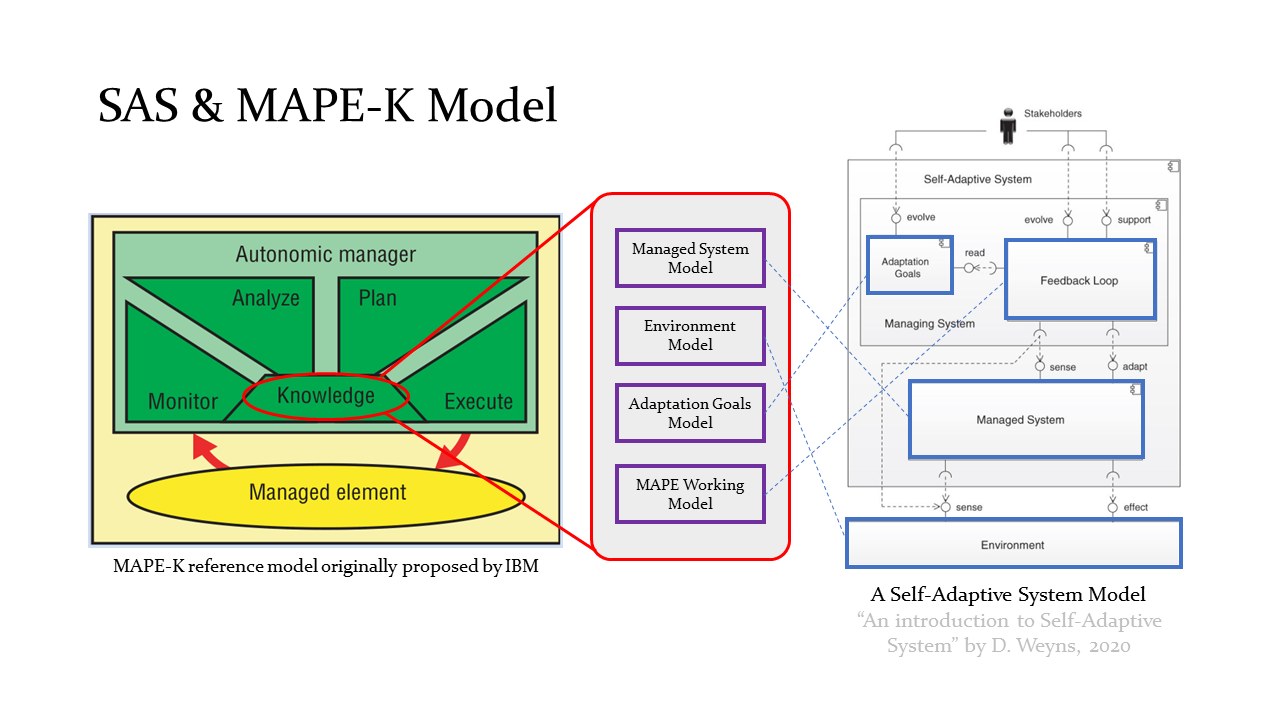 SAS & MAPE-K Model
Autonomic manager
Analyze
Plan
Monitor
Knowledge
Execute
Managed element
MAPE-K reference model originally proposed by IBM
Managed System
Model
Environment
Model
Adaptation Goals
Model
MAPE Working
Model
Stakeholders
Self-Adaptive System
evolve
evolve
support
Adaptation
Goals
read
Feedback Loop
Managing System
sense
adapt
Managed System
sense
effect
Environment
A Self-Adaptive System Model
“An introduction to Self-Adaptive
System” by D. Weyns, 2020